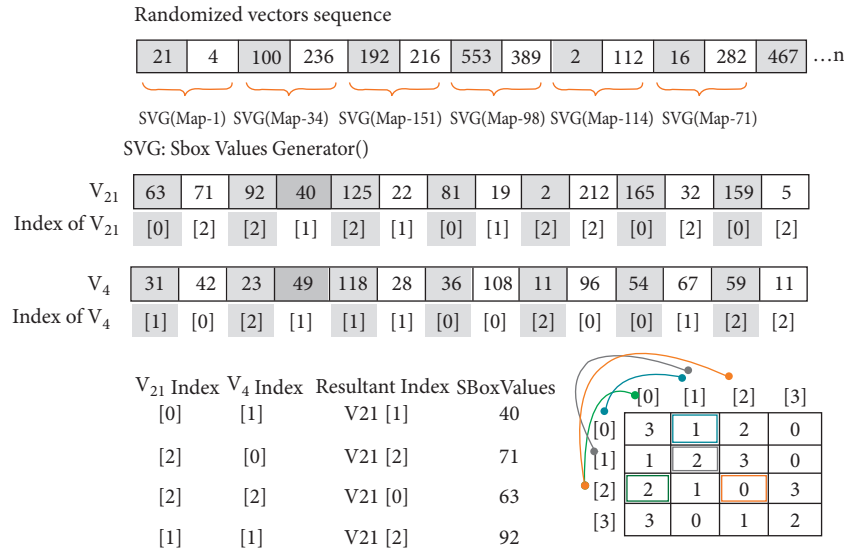 Randomized vectors sequence
21 4 100 236 192 216 553 389 2 112 16 282 467 ...n
SVG(Map-1) SVG(Map-34) SVG(Map-151) SVG(Map-98) SVG(Map-114) SVG(Map-71)
SVG: Sbox Values Generator()
V21 63 71 92 40 125 22 81 19 2 212 165 32 159 5
Index of V21 [0] [2] [2] [1] [2] [1] [0] [1] [2] [2] [0] [2] [0] [2]
V4 31 42 23 49 118 28 36 108 11 96 54 67 59 11
Index of V4 [1] [0] [2] [1] [1] [1] [0] [0] [2] [0] [0] [1] [2] [2]
V21 Index V4 Index Resultant Index SBoxValues
[0] [1] V21 [1] 40
[2] [0] V21 [2] 71
[2] [2] V21 [0] 63
[1] [1] V21 [2] 92
[0] [1] [2] [3]
[0] 3 1 2 0
[1] 1 2 3 0
[2] 2 1 0 3
[3] 3 0 1 2